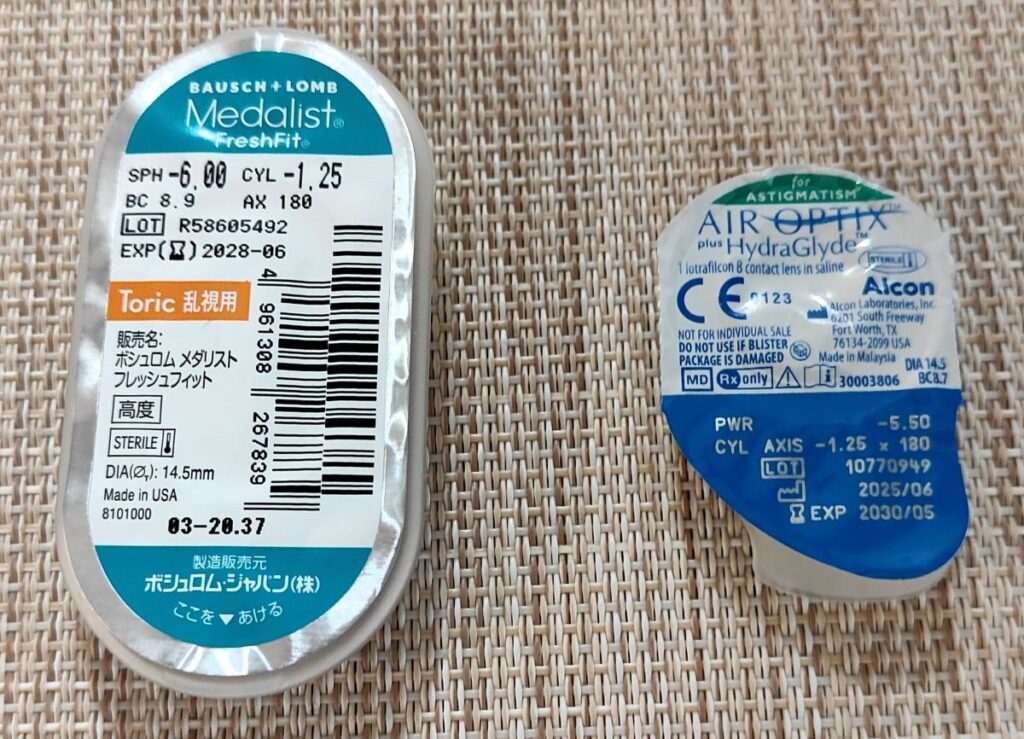 BAUSCH + LOMB
Medalist®
FreshFit®
SPH -6.00 CYL -1.25
BC 8.9 AX 180
LOT R58605492
EXP(⌛)2028-06
Toric 乱視用
販売名:
ボシュロム メダリスト
フレッシュフィット
高度
STERILE
DIA(Ør): 14.5mm
Made in USA
8101000
03-20.37
4 961308 267839
製造販売元
ボシュロム・ジャパン(株)
ここを▼あける
for
ASTIGMATISM
AIR OPTIX™
plus HydraGlyde™
1 lotrafilcon B contact lens in saline
STERILE
Alcon
CE 0123
Alcon Laboratories, Inc.
6201 South Freeway
Fort Worth, TX
76134-2099 USA
Made in Malaysia
NOT FOR INDIVIDUAL SALE
DO NOT USE IF BLISTER
PACKAGE IS DAMAGED
DIA 14.5
BC8.7
MD Rx only 30003806
PWR -5.50
CYL AXIS -1.25 x 180
LOT 10770949
2025/06
EXP 2030/05